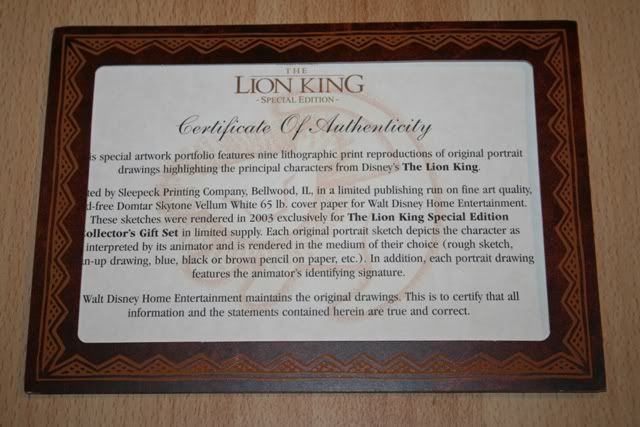 THE
LION KING
- SPECIAL EDITION -
Certificate Of Authenticity
is special artwork portfolio features nine lithographic print reproductions of original portrait
drawings highlighting the principal characters from Disney's The Lion King.
ted by Sleepeck Printing Company, Bellwood, IL, in a limited publishing run on fine art quality,
d-free Domtar Skytone Vellum White 65 lb. cover paper for Walt Disney Home Entertainment.
These sketches were rendered in 2003 exclusively for The Lion King Special Edition
ollector's Gift Set in limited supply. Each original portrait sketch depicts the character as
interpreted by its animator and is rendered in the medium of their choice (rough sketch,
n-up drawing, blue, black or brown pencil on paper, etc.). In addition, each portrait drawing
features the animator's identifying signature.
Walt Disney Home Entertainment maintains the original drawings. This is to certify that all
information and the statements contained herein are true and correct.